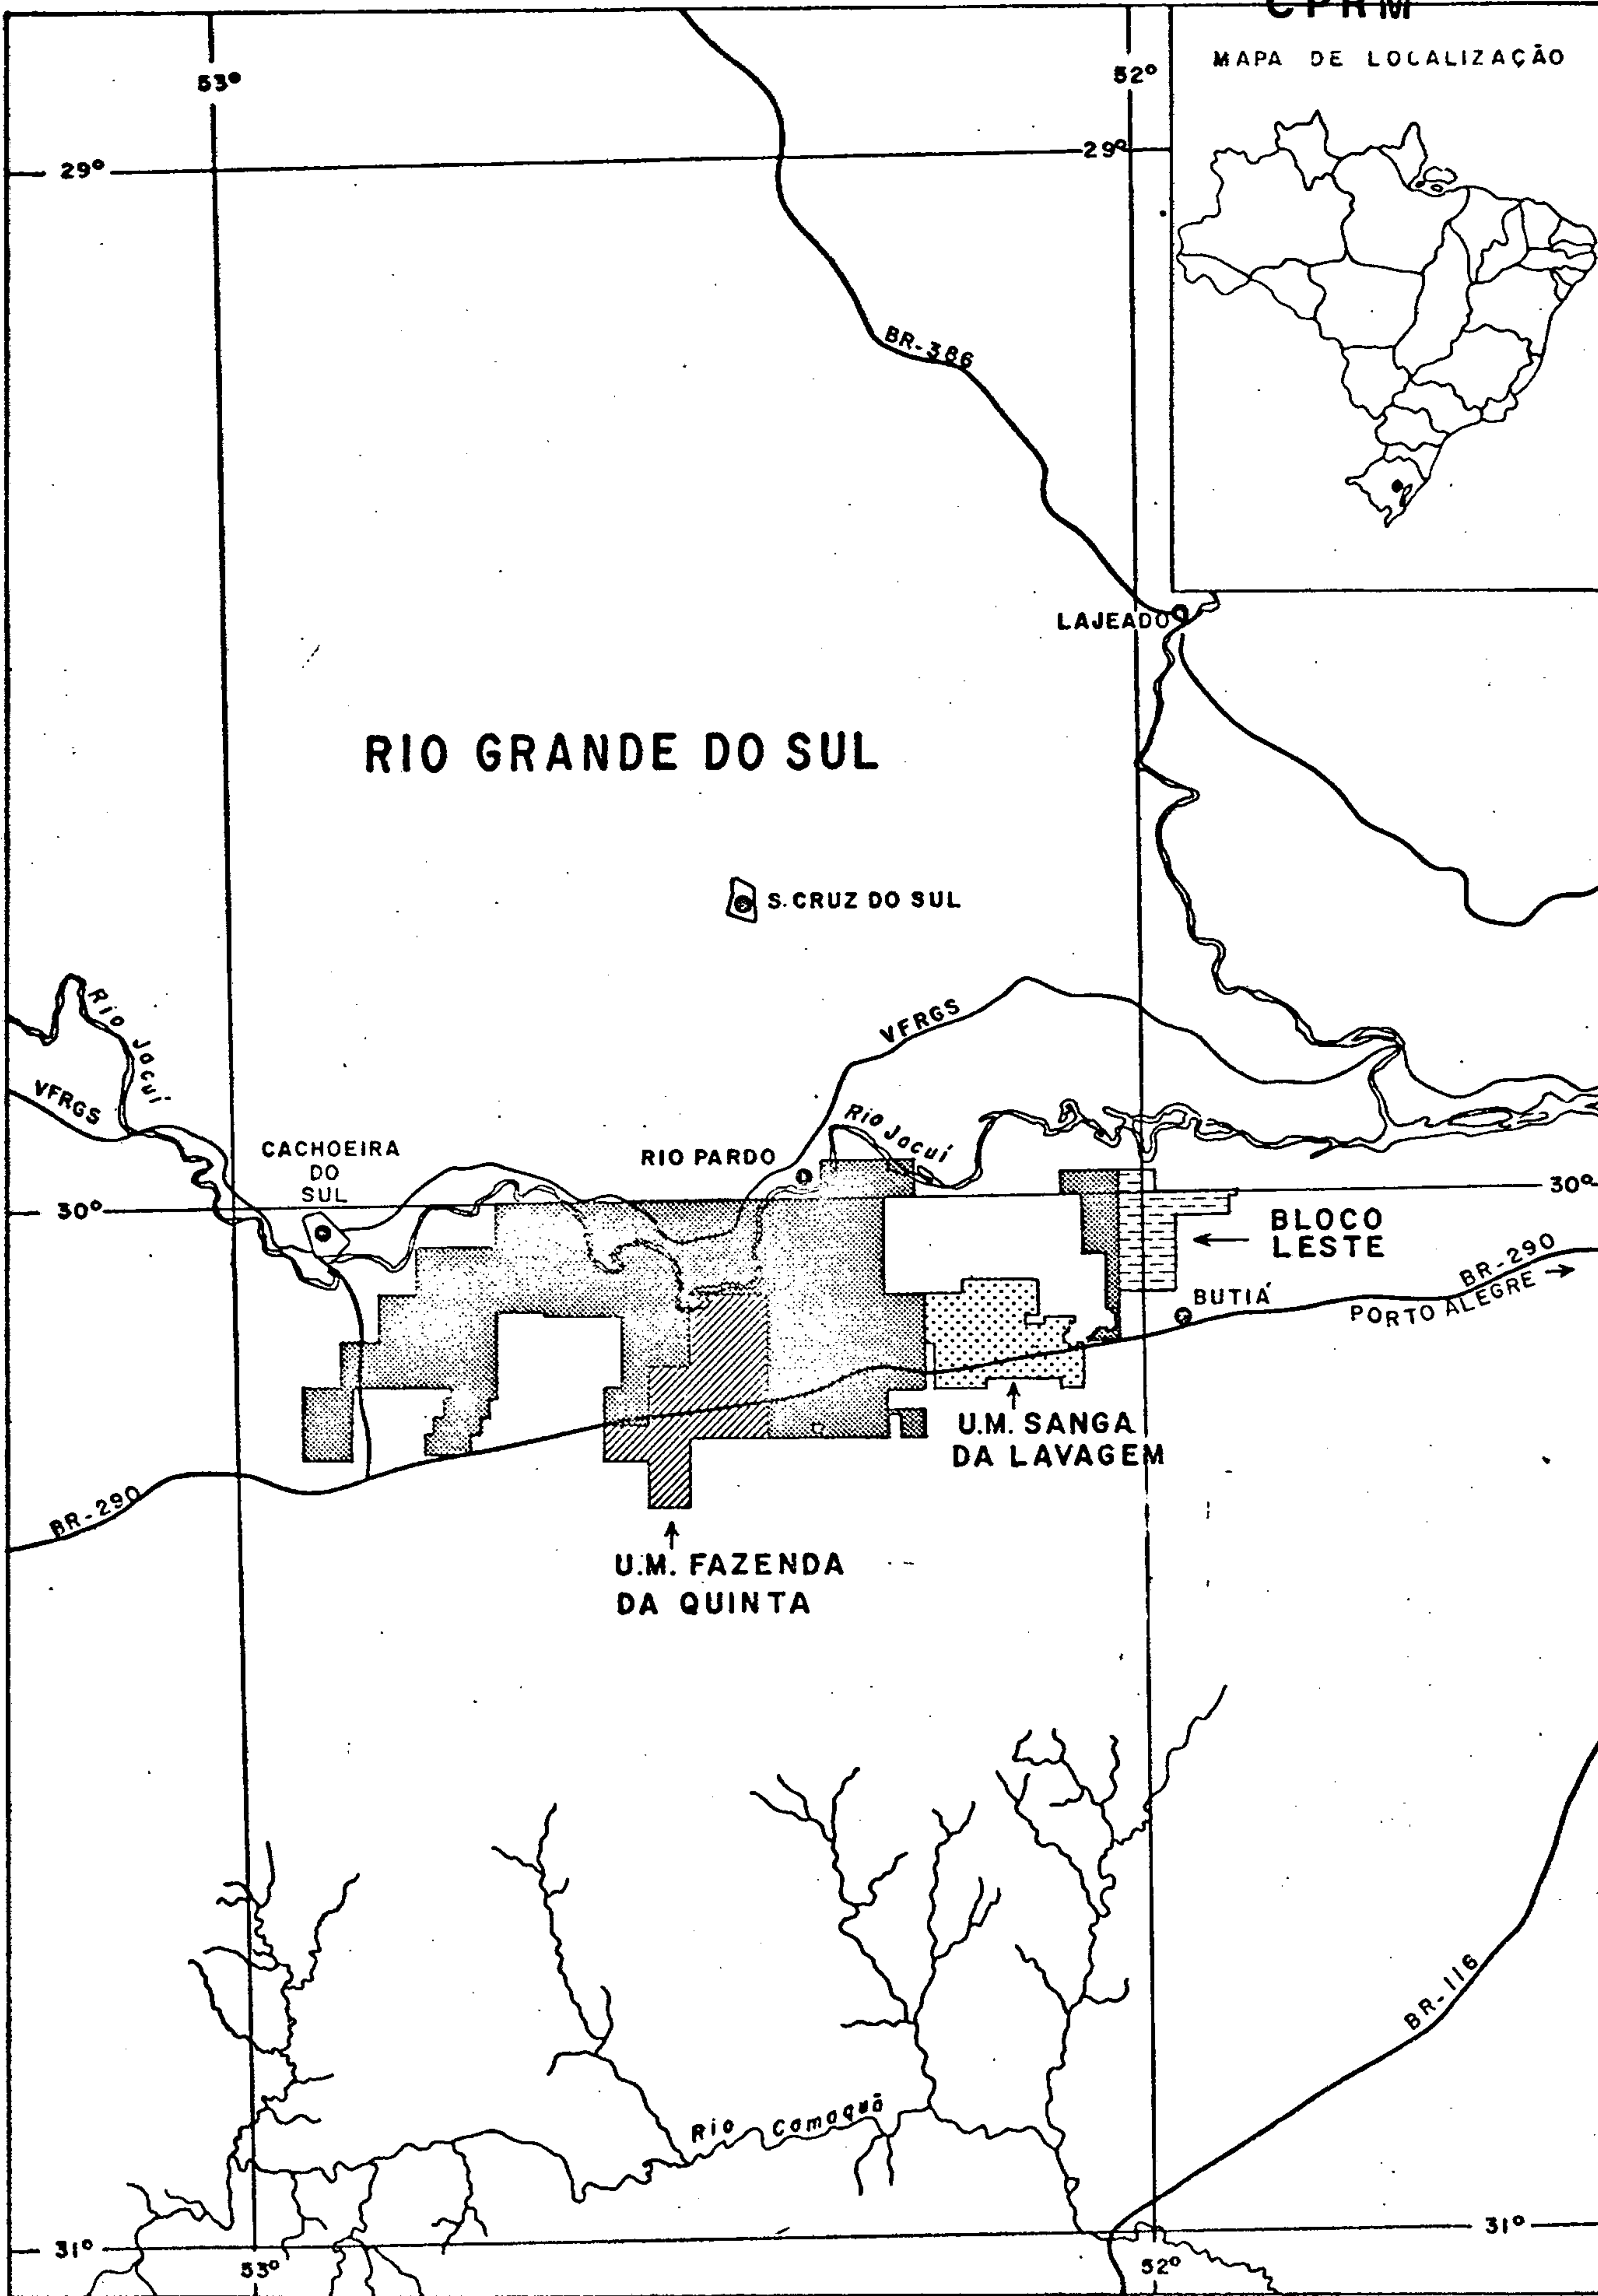 CPRM
MAPA DE LOCALIZAÇÃO
53°
52°
29°
29°
BR-386
LAJEADO
RIO GRANDE DO SUL
S. CRUZ DO SUL
Rio Jacuí
VFRGS
VFRGS
Rio Jacuí
CACHOEIRA
DO
SUL
RIO PARDO
30°
30°
BLOCO
LESTE
BR-290
BUTIÁ
PORTO ALEGRE
U.M. SANGA
DA LAVAGEM
BR-290
U.M. FAZENDA
DA QUINTA
BR-116
Rio Camaquã
31°
31°
53°
52°